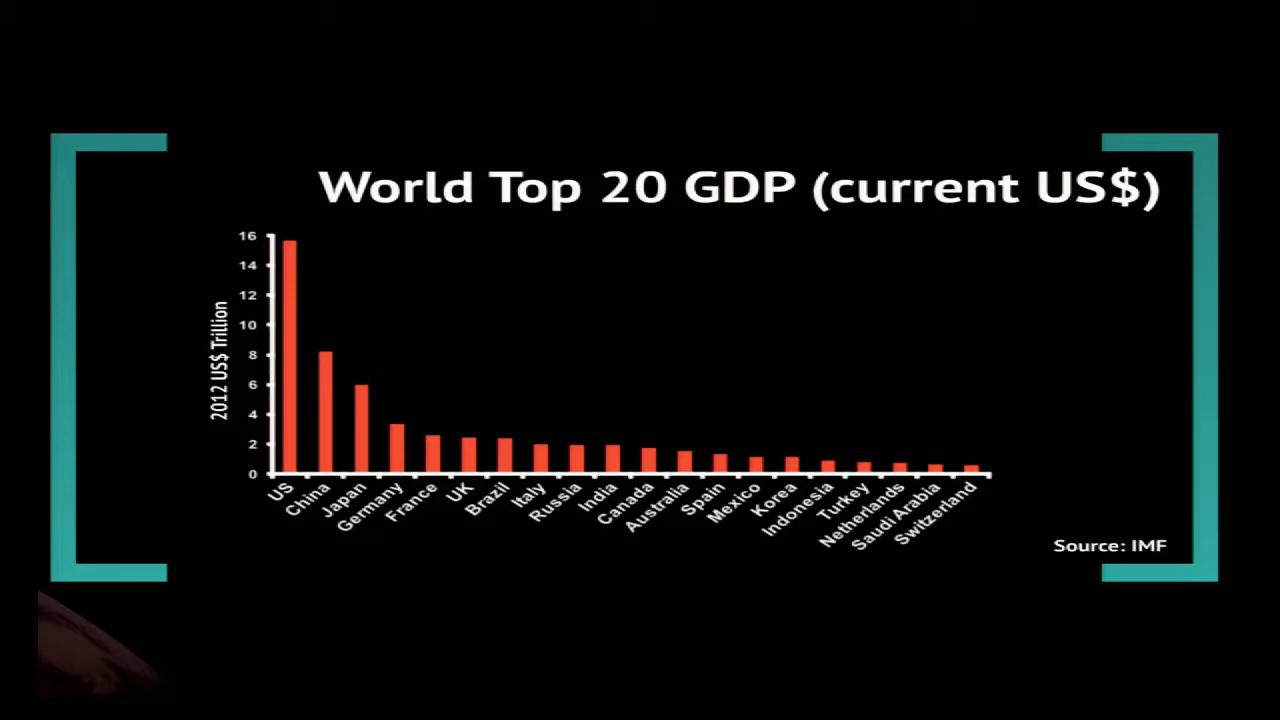 World Top 20 GDP (current US$)
2012 US$ Trillion
16
14
12
10
8
6
4
2
0
US
China
Japan
Germany
France
UK
Brazil
Italy
Russia
India
Canada
Australia
Spain
Mexico
Korea
Indonesia
Turkey
Netherlands
Saudi Arabia
Switzerland
Source: IMF